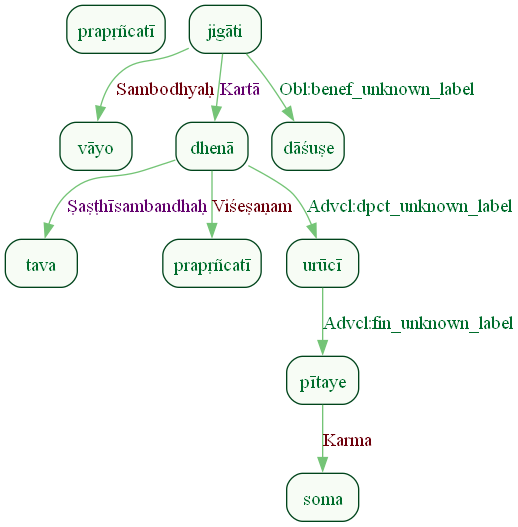 prapṛñcatī jigāti
Sambodhyaḥ Kartā Obl:benef_unknown_label
vāyo dhenā dāśuṣe
Ṣaṣṭhīsambandhaḥ Viśeṣaṇam Advcl:dpct_unknown_label
tava prapṛñcatī urūcī
Advcl:fin_unknown_label
pītaye
Karma
soma